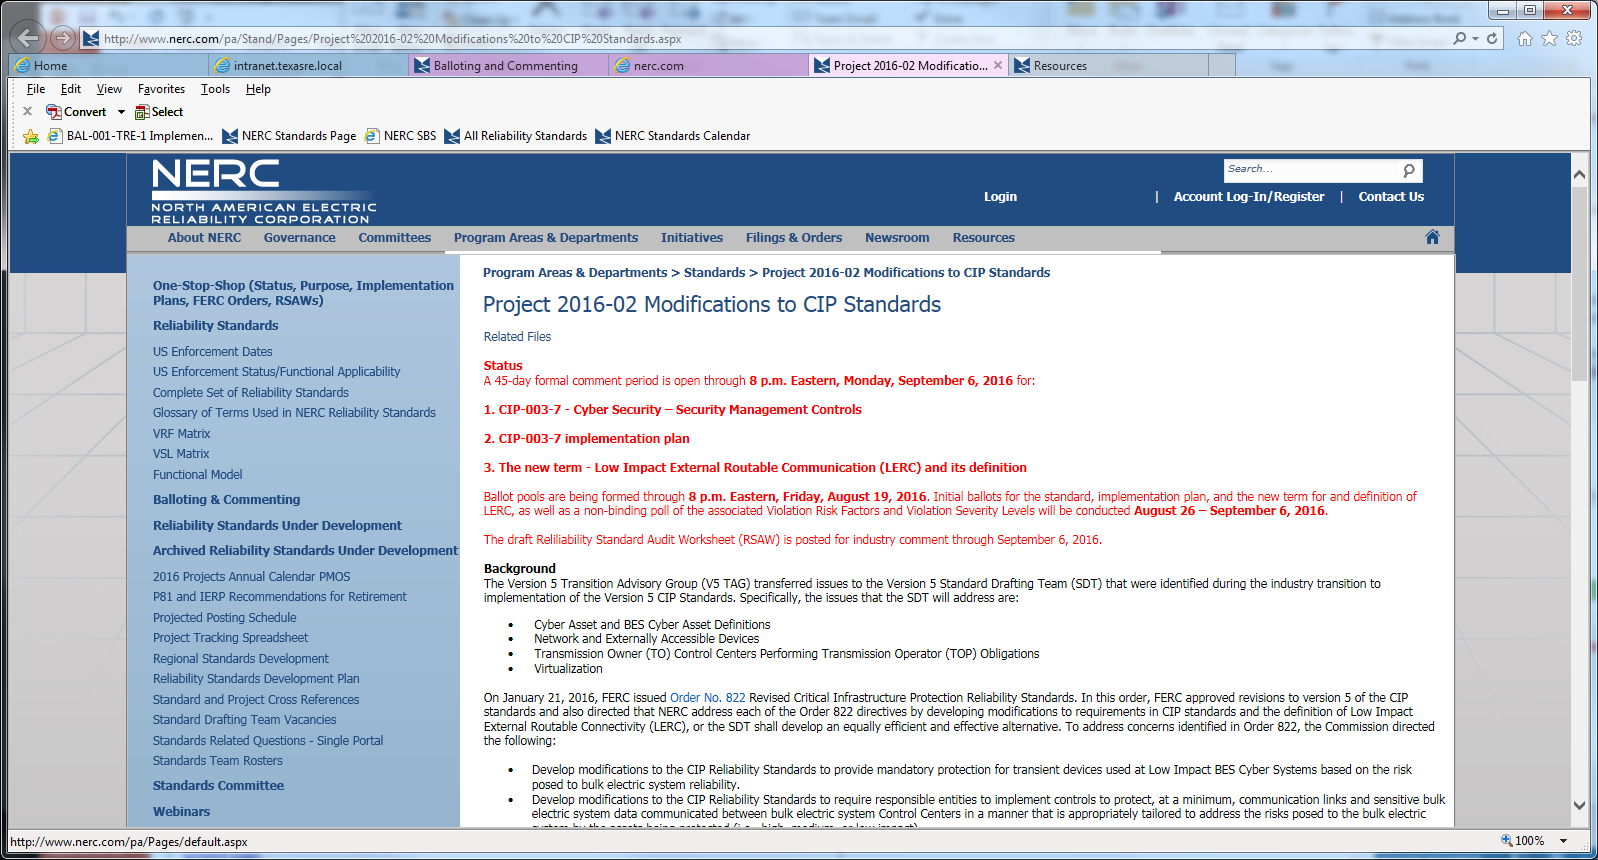 http://www.nerc.com/pa/Stand/Pages/Project%202016-02%20Modifications%20to%20CIP%20Standards.aspx
Home
intranet.texasre.local
Balloting and Commenting
nerc.com
Project 2016-02 Modificatio...
Resources
File Edit View Favorites Tools Help
Convert Select
BAL-001-TRE-1 Implemen... NERC Standards Page NERC SBS All Reliability Standards NERC Standards Calendar
NERC
NORTH AMERICAN ELECTRIC
RELIABILITY CORPORATION
Search...
Login | Account Log-In/Register | Contact Us
About NERC Governance Committees Program Areas & Departments Initiatives Filings & Orders Newsroom Resources
One-Stop-Shop (Status, Purpose, Implementation
Plans, FERC Orders, RSAWs)
Reliability Standards
US Enforcement Dates
US Enforcement Status/Functional Applicability
Complete Set of Reliability Standards
Glossary of Terms Used in NERC Reliability Standards
VRF Matrix
VSL Matrix
Functional Model
Balloting & Commenting
Reliability Standards Under Development
Archived Reliability Standards Under Development
2016 Projects Annual Calendar PMOS
P81 and IERP Recommendations for Retirement
Projected Posting Schedule
Project Tracking Spreadsheet
Regional Standards Development
Reliability Standards Development Plan
Standard and Project Cross References
Standard Drafting Team Vacancies
Standards Related Questions - Single Portal
Standards Team Rosters
Standards Committee
Webinars
Program Areas & Departments > Standards > Project 2016-02 Modifications to CIP Standards
Project 2016-02 Modifications to CIP Standards
Related Files
Status
A 45-day formal comment period is open through 8 p.m. Eastern, Monday, September 6, 2016 for:
1. CIP-003-7 - Cyber Security – Security Management Controls
2. CIP-003-7 implementation plan
3. The new term - Low Impact External Routable Communication (LERC) and its definition
Ballot pools are being formed through 8 p.m. Eastern, Friday, August 19, 2016. Initial ballots for the standard, implementation plan, and the new term for and definition of
LERC, as well as a non-binding poll of the associated Violation Risk Factors and Violation Severity Levels will be conducted August 26 – September 6, 2016.
The draft Reliliability Standard Audit Worksheet (RSAW) is posted for industry comment through September 6, 2016.
Background
The Version 5 Transition Advisory Group (V5 TAG) transferred issues to the Version 5 Standard Drafting Team (SDT) that were identified during the industry transition to
implementation of the Version 5 CIP Standards. Specifically, the issues that the SDT will address are:
• Cyber Asset and BES Cyber Asset Definitions
• Network and Externally Accessible Devices
• Transmission Owner (TO) Control Centers Performing Transmission Operator (TOP) Obligations
• Virtualization
On January 21, 2016, FERC issued Order No. 822 Revised Critical Infrastructure Protection Reliability Standards. In this order, FERC approved revisions to version 5 of the CIP
standards and also directed that NERC address each of the Order 822 directives by developing modifications to requirements in CIP standards and the definition of Low Impact
External Routable Connectivity (LERC), or the SDT shall develop an equally efficient and effective alternative. To address concerns identified in Order 822, the Commission directed
the following:
• Develop modifications to the CIP Reliability Standards to provide mandatory protection for transient devices used at Low Impact BES Cyber Systems based on the risk
posed to bulk electric system reliability.
• Develop modifications to the CIP Reliability Standards to require responsible entities to implement controls to protect, at a minimum, communication links and sensitive bulk
electric system data communicated between bulk electric system Control Centers in a manner that is appropriately tailored to address the risks posed to the bulk electric
system by the assets being protected (i.e., high, medium, or low impact).
http://www.nerc.com/pa/Pages/default.aspx
100%